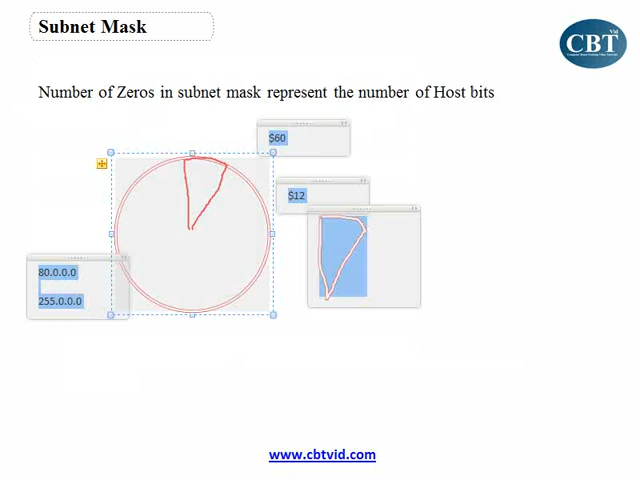 Subnet Mask
CBT Vid
Number of Zeros in subnet mask represent the number of Host bits
$60
$12
80.0.0.0
255.0.0.0
www.cbtvid.com